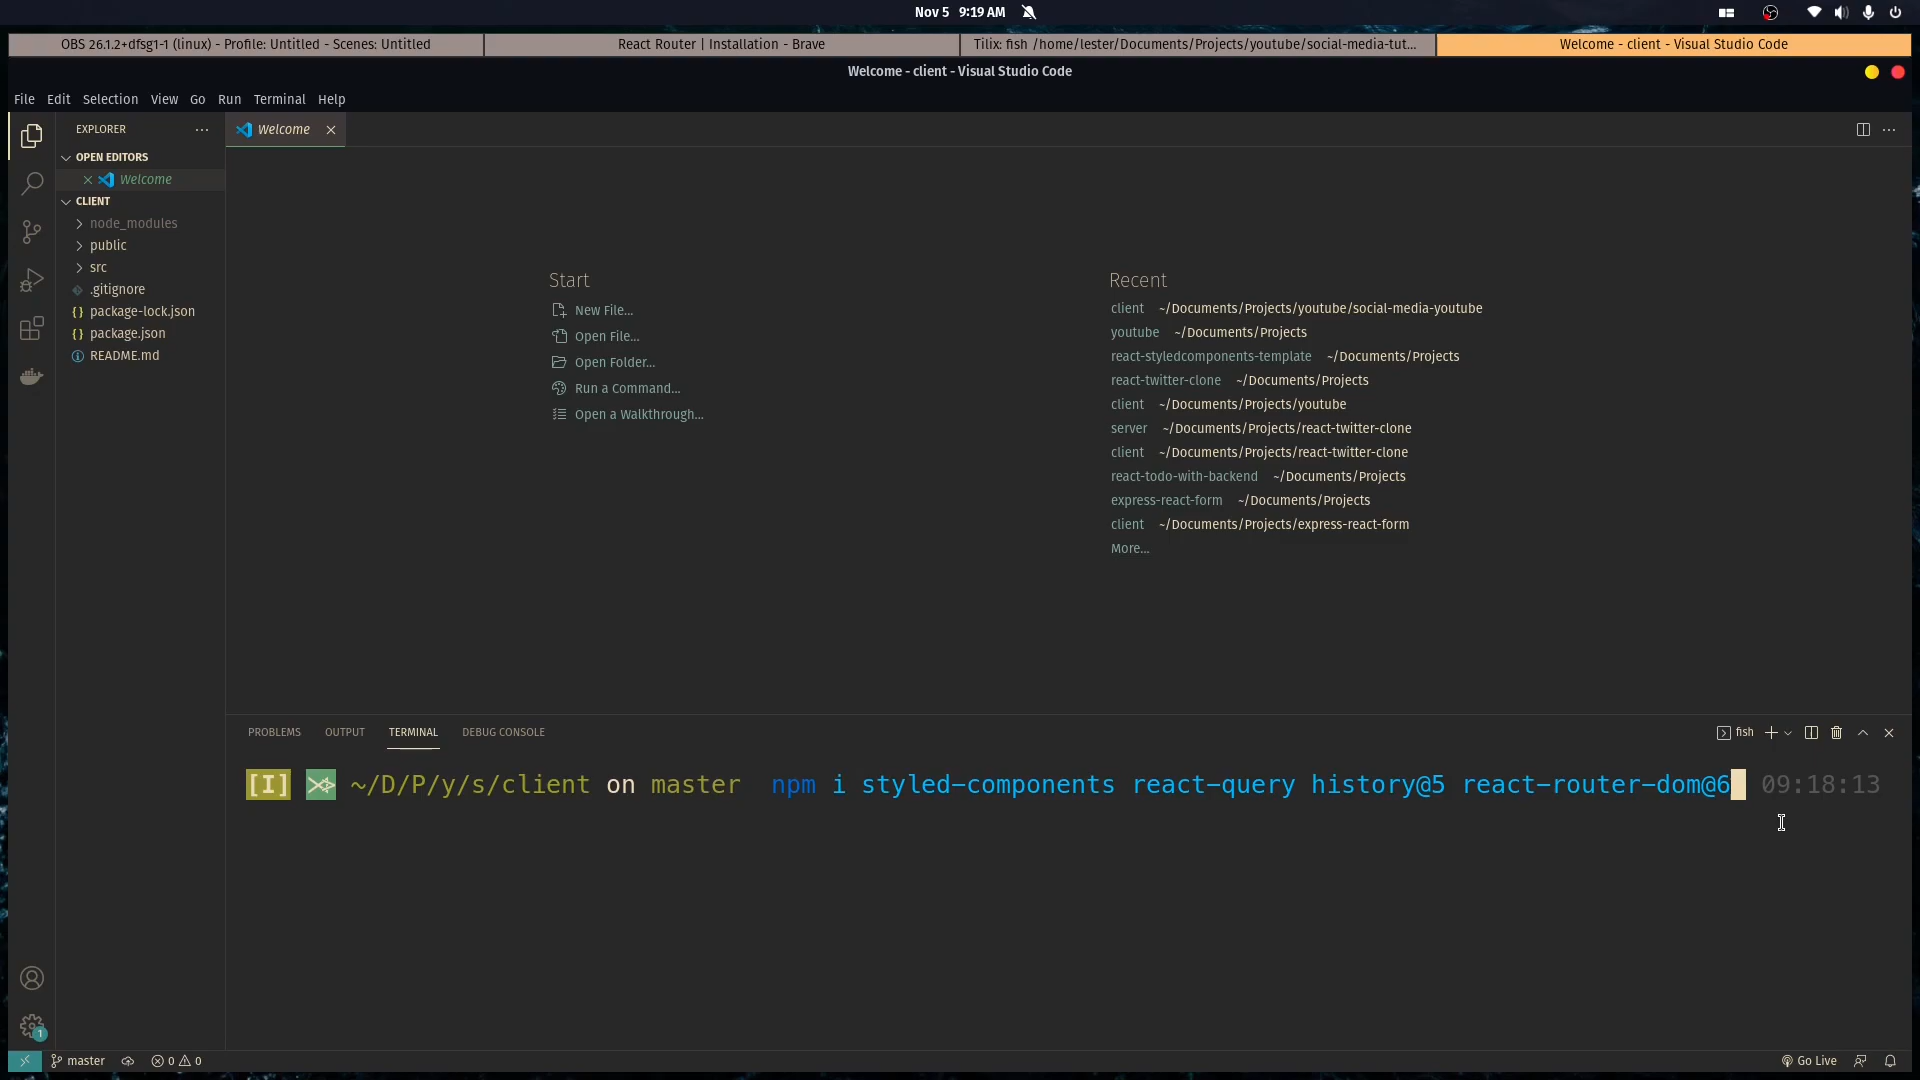 Nov 5 9:19 AM
OBS 26.1.2+dfsg1-1 (linux) - Profile: Untitled - Scenes: Untitled
React Router | Installation - Brave
Tilix: fish /home/lester/Documents/Projects/youtube/social-media-tut...
Welcome - client - Visual Studio Code
Welcome - client - Visual Studio Code
File Edit Selection View Go Run Terminal Help
EXPLORER
Welcome
OPEN EDITORS
Welcome
CLIENT
node_modules
public
src
.gitignore
package-lock.json
package.json
README.md
Start
New File...
Open File...
Open Folder...
Run a Command...
Open a Walkthrough...
Recent
client ~/Documents/Projects/youtube/social-media-youtube
youtube ~/Documents/Projects
react-styledcomponents-template ~/Documents/Projects
react-twitter-clone ~/Documents/Projects
client ~/Documents/Projects/youtube
server ~/Documents/Projects/react-twitter-clone
client ~/Documents/Projects/react-twitter-clone
react-todo-with-backend ~/Documents/Projects
express-react-form ~/Documents/Projects
client ~/Documents/Projects/express-react-form
More...
PROBLEMS OUTPUT TERMINAL DEBUG CONSOLE
fish
[I] ~/D/P/y/s/client on master npm i styled-components react-query history@5 react-router-dom@6 09:18:13
1
master
0 0
Go Live